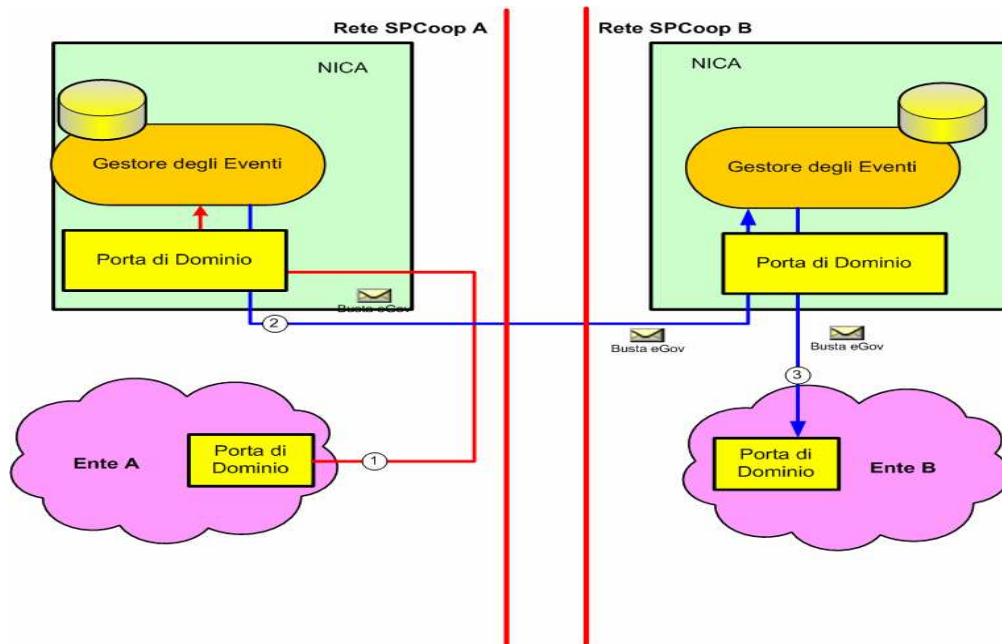 Rete SPCoop A
Rete SPCoop B
NICA
NICA
Gestore degli Eventi
Gestore degli Eventi
Porta di Dominio
Porta di Dominio
Busta eGov
2
Busta eGov
Busta eGov
3
Ente A
Porta di
Dominio
1
Porta di
Dominio
Ente B